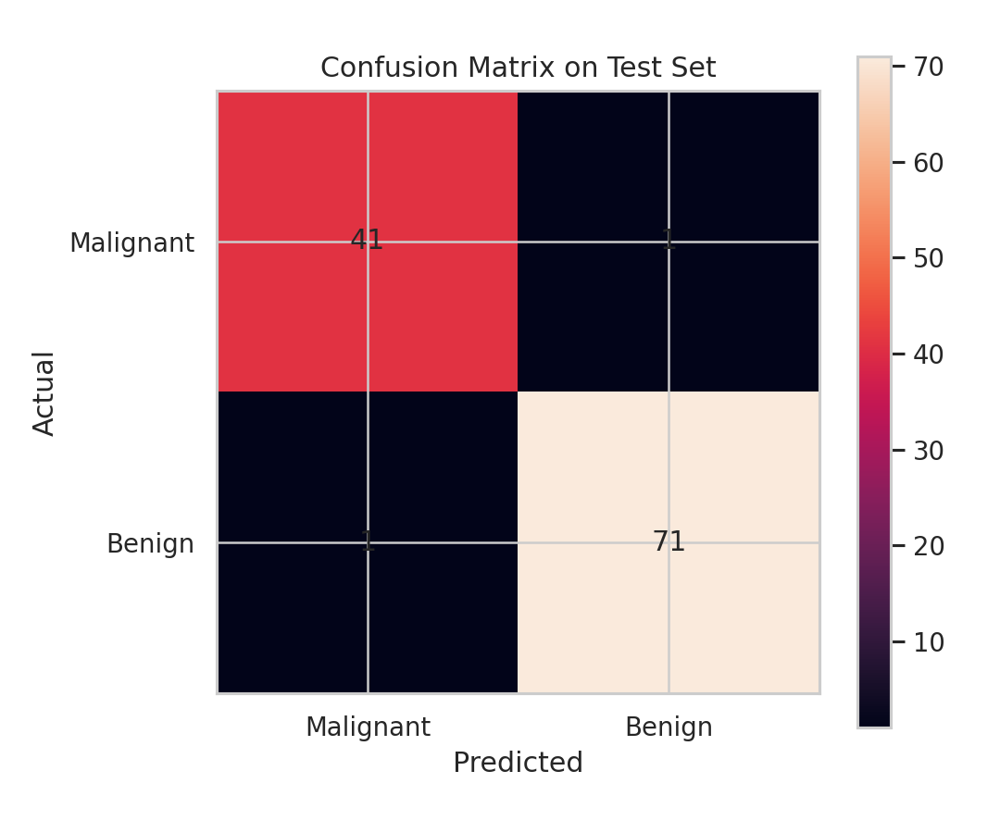 Confusion Matrix on Test Set
70
60
50
40
30
20
10
Actual
Malignant
41
1
Benign
1
71
Malignant
Benign
Predicted